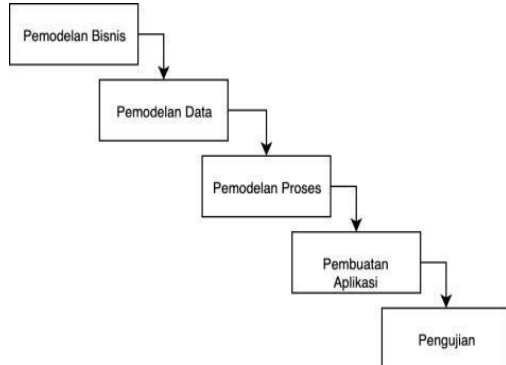 Pemodelan Bisnis
Pemodelan Data
Pemodelan Proses
Pembuatan
Aplikasi
Pengujian